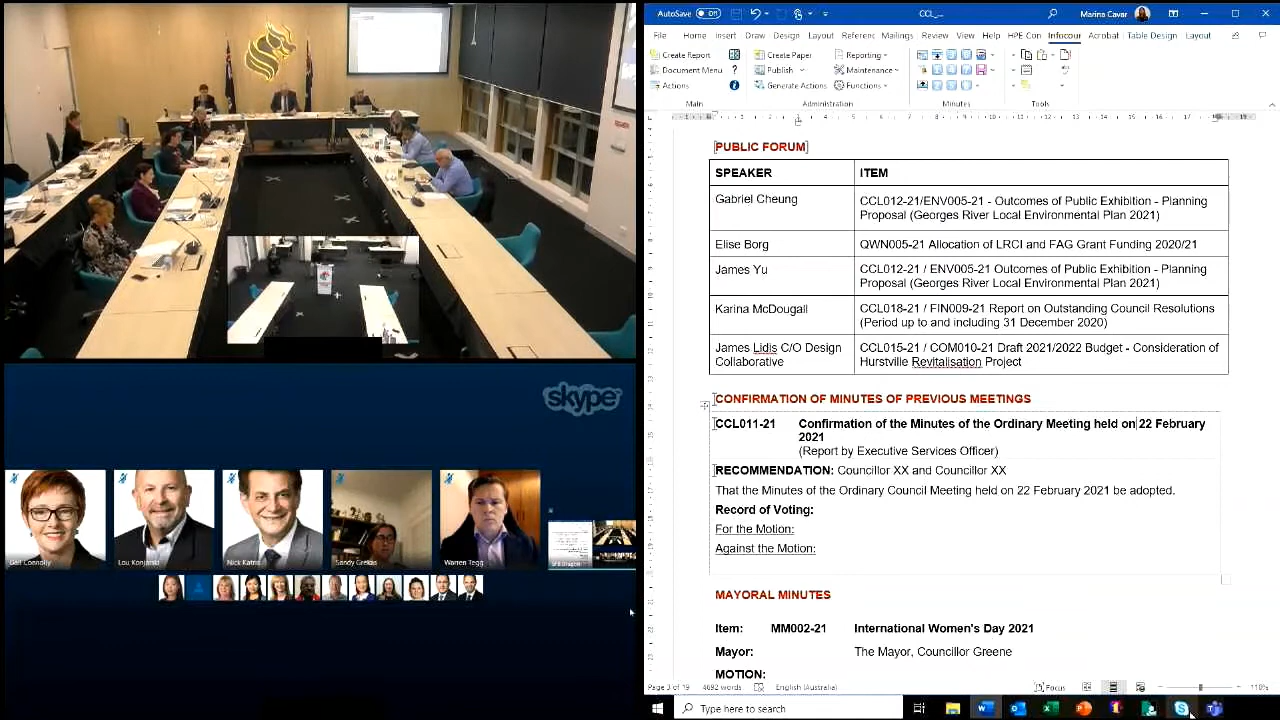 skype
Gail Connolly
Lou Konjarski
Nick Katris
Sandy Grekas
Warren Tegg
AutoSave Off
CCL_...
Marina Cavar
File Home Insert Draw Design Layout Referenc Mailings Review View Help HPE Con Infocour Acrobat Table Design Layout
Create Report
Document Menu
Actions
Create Paper
Publish
Generate Actions
Reporting
Maintenance
Functions
Main
Administration
Minutes
Tools
PUBLIC FORUM
SPEAKER ITEM
Gabriel Cheung CCL012-21/ENV005-21 - Outcomes of Public Exhibition - Planning
Proposal (Georges River Local Environmental Plan 2021)
Elise Borg QWN005-21 Allocation of LRCI and FAG Grant Funding 2020/21
James Yu CCL012-21 / ENV005-21 Outcomes of Public Exhibition - Planning
Proposal (Georges River Local Environmental Plan 2021)
Karina McDougall CCL018-21 / FIN009-21 Report on Outstanding Council Resolutions
(Period up to and including 31 December 2020)
James Lidis C/O Design CCL015-21 / COM010-21 Draft 2021/2022 Budget - Consideration of
Collaborative Hurstville Revitalisation Project
CONFIRMATION OF MINUTES OF PREVIOUS MEETINGS
CCL011-21 Confirmation of the Minutes of the Ordinary Meeting held on 22 February
2021
(Report by Executive Services Officer)
RECOMMENDATION: Councillor XX and Councillor XX
That the Minutes of the Ordinary Council Meeting held on 22 February 2021 be adopted.
Record of Voting:
For the Motion:
Against the Motion:
MAYORAL MINUTES
Item: MM002-21 International Women's Day 2021
Mayor: The Mayor, Councillor Greene
MOTION:
Page 3 of 19 4692 words English (Australia) Focus 110%
Type here to search